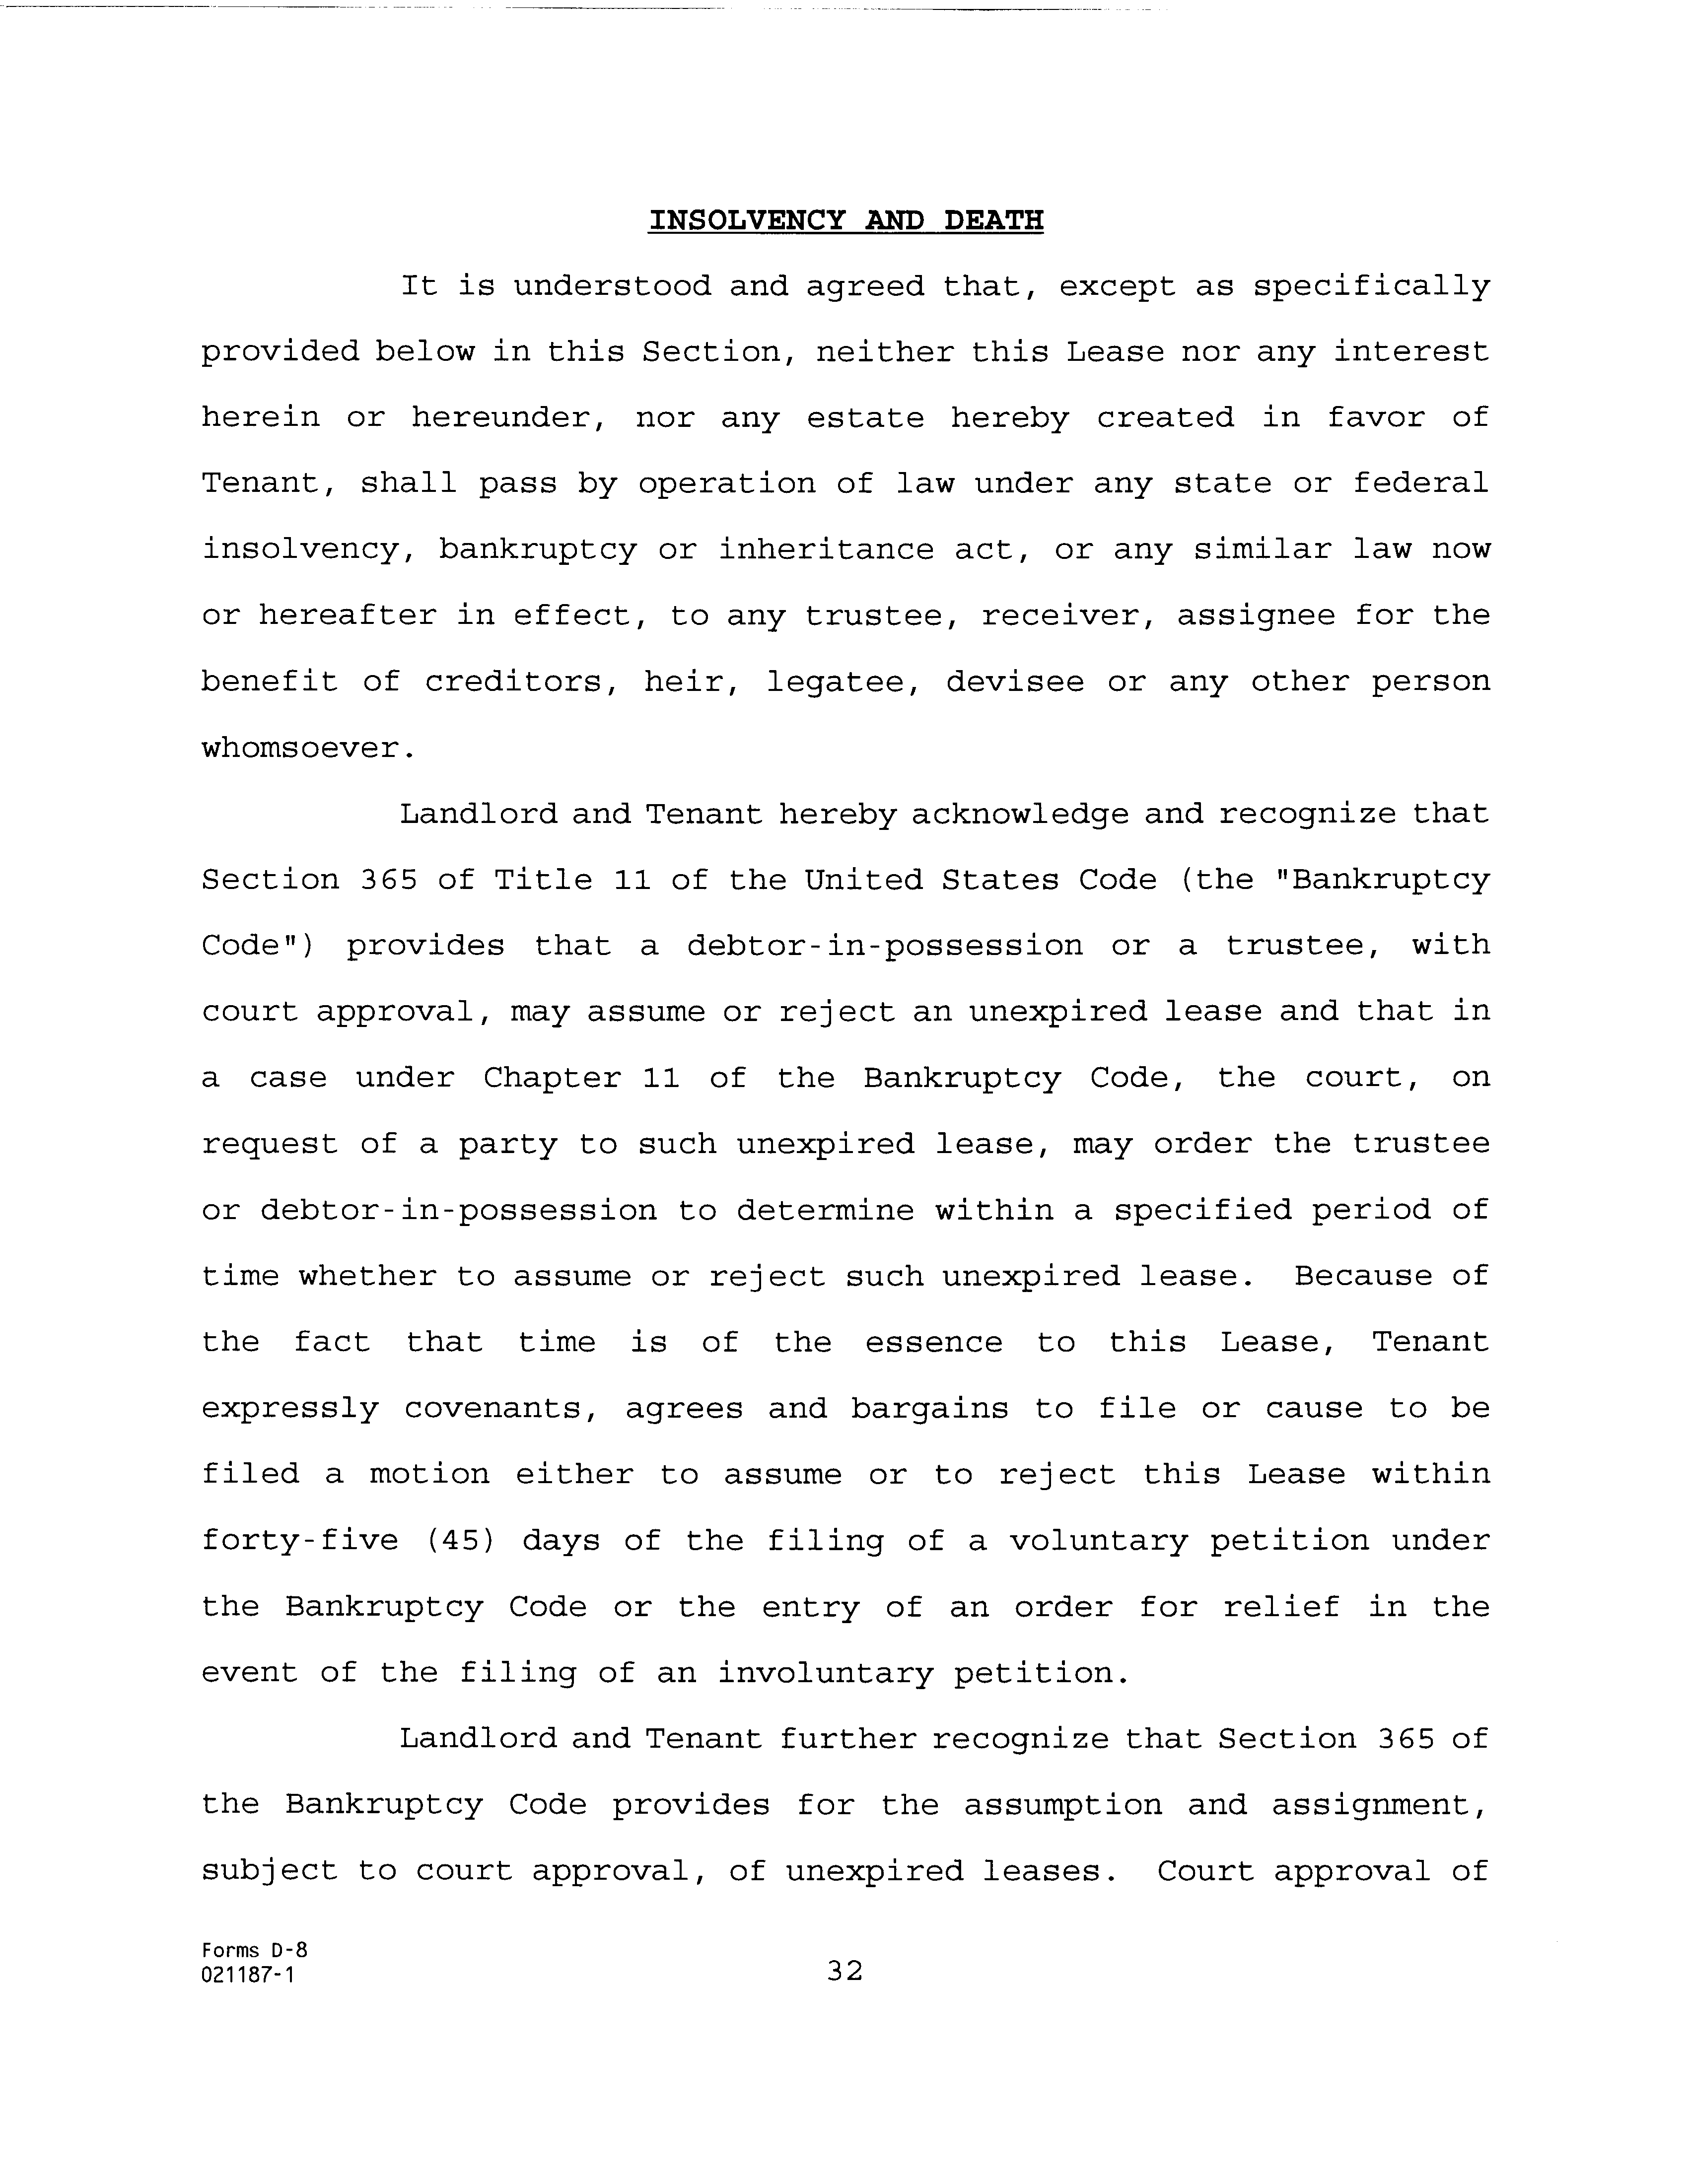 INSOLVENCY AND DEATH
It is understood and agreed that, except as specifically
provided below in this Section, neither this Lease nor any interest
herein or hereunder, nor any estate hereby created in favor of
Tenant, shall pass by operation of law under any state or federal
insolvency, bankruptcy or inheritance act, or any similar law now
or hereafter in effect, to any trustee, receiver, assignee for the
benefit of creditors, heir, legatee, devisee or any other person
whomsoever.
Landlord and Tenant hereby acknowledge and recognize that
Section 365 of Title 11 of the United States Code (the "Bankruptcy
Code") provides that a debtor-in-possession or a trustee, with
court approval, may assume or reject an unexpired lease and that in
a case under Chapter 11 of the Bankruptcy Code, the court, on
request of a party to such unexpired lease, may order the trustee
or debtor-in-possession to determine within a specified period of
time whether to assume or reject such unexpired lease. Because of
the fact that time is of the essence to this Lease, Tenant
expressly covenants, agrees and bargains to file or cause to be
filed a motion either to assume or to reject this Lease within
forty-five (45) days of the filing of a voluntary petition under
the Bankruptcy Code or the entry of an order for relief in the
event of the filing of an involuntary petition.
Landlord and Tenant further recognize that Section 365 of
the Bankruptcy Code provides for the assumption and assignment,
subject to court approval, of unexpired leases. Court approval of
Forms D-8
021187-1
32